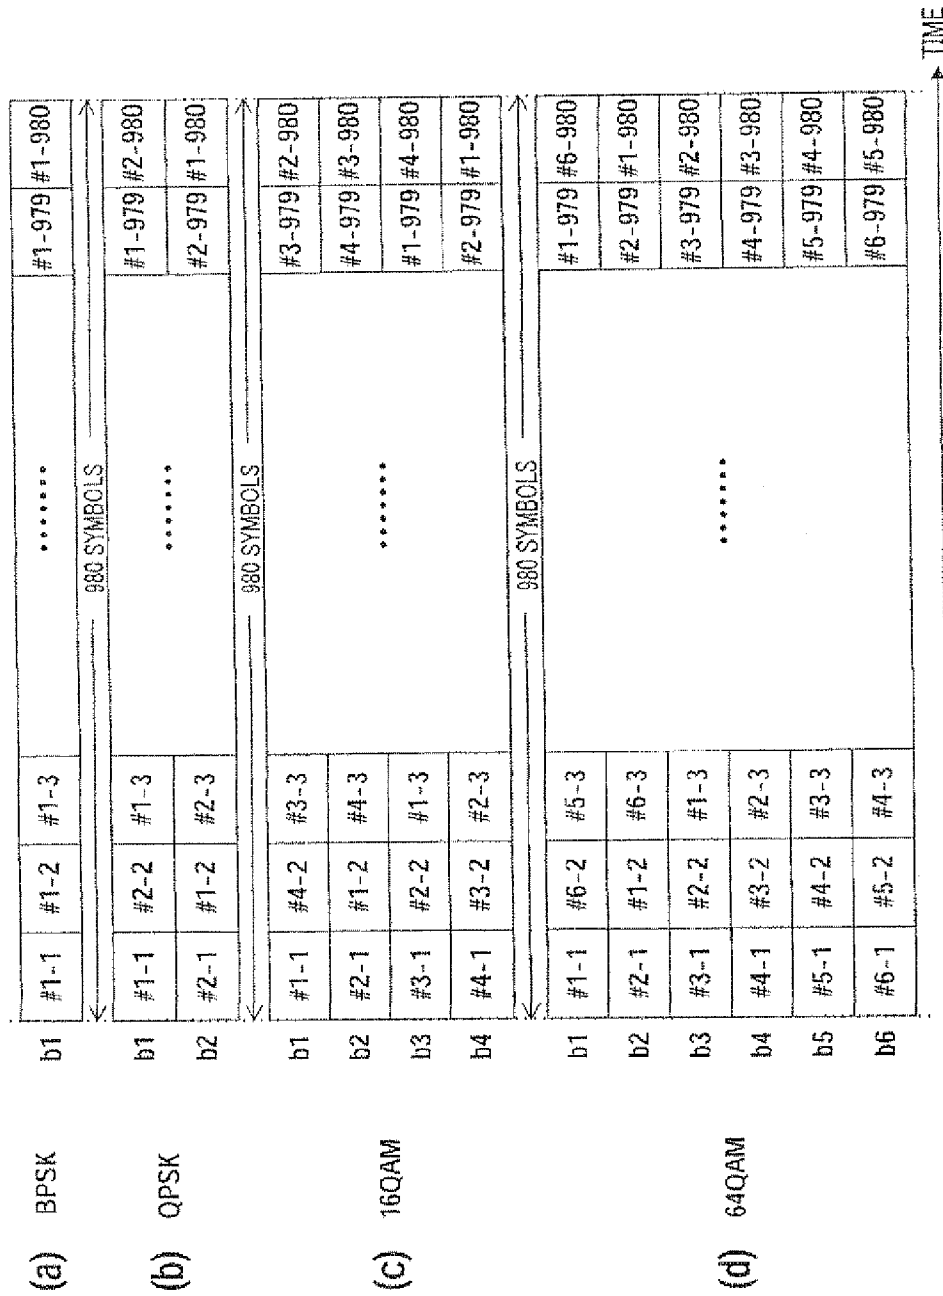 (a) BPSK
b1 #1-1 #1-2 #1-3 ······· #1-979 #1-980
980 SYMBOLS
(b) QPSK
b1 #1-1 #2-2 #1-3 #1-979 #2-980
b2 #2-1 #1-2 #2-3 #2-979 #1-980
·······
980 SYMBOLS
(c) 16QAM
b1 #1-1 #4-2 #3-3 #3-979 #2-980
b2 #2-1 #1-2 #4-3 #4-979 #3-980
b3 #3-1 #2-2 #1-3 #1-979 #4-980
b4 #4-1 #3-2 #2-3 #2-979 #1-980
·······
980 SYMBOLS
(d) 64QAM
b1 #1-1 #6-2 #5-3 #1-979 #6-980
b2 #2-1 #1-2 #6-3 #2-979 #1-980
b3 #3-1 #2-2 #1-3 #3-979 #2-980
b4 #4-1 #3-2 #2-3 #4-979 #3-980
b5 #5-1 #4-2 #3-3 #5-979 #4-980
b6 #6-1 #5-2 #4-3 #6-979 #5-980
·······
TIME